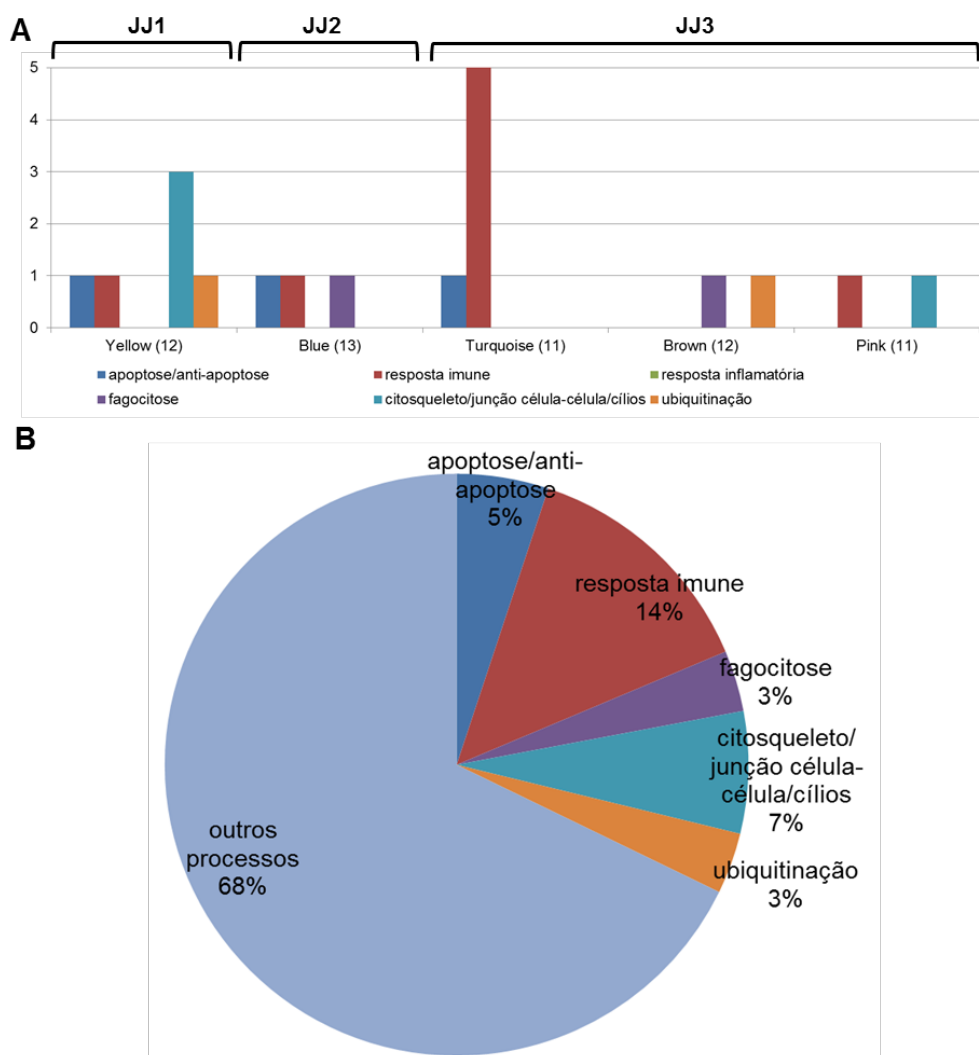 A
JJ1 JJ2 JJ3
5
4
3
2
1
0
Yellow (12) Blue (13) Turquoise (11) Brown (12) Pink (11)
apoptose/anti-apoptose resposta imune resposta inflamatória
fagocitose citosqueleto/junção célula-célula/cílios ubiquitinação
B
apoptose/anti-
apoptose
5%
resposta imune
14%
fagocitose
3%
citosqueleto/
junção célula-
célula/cílios
7%
ubiquitinação
3%
outros
processos
68%